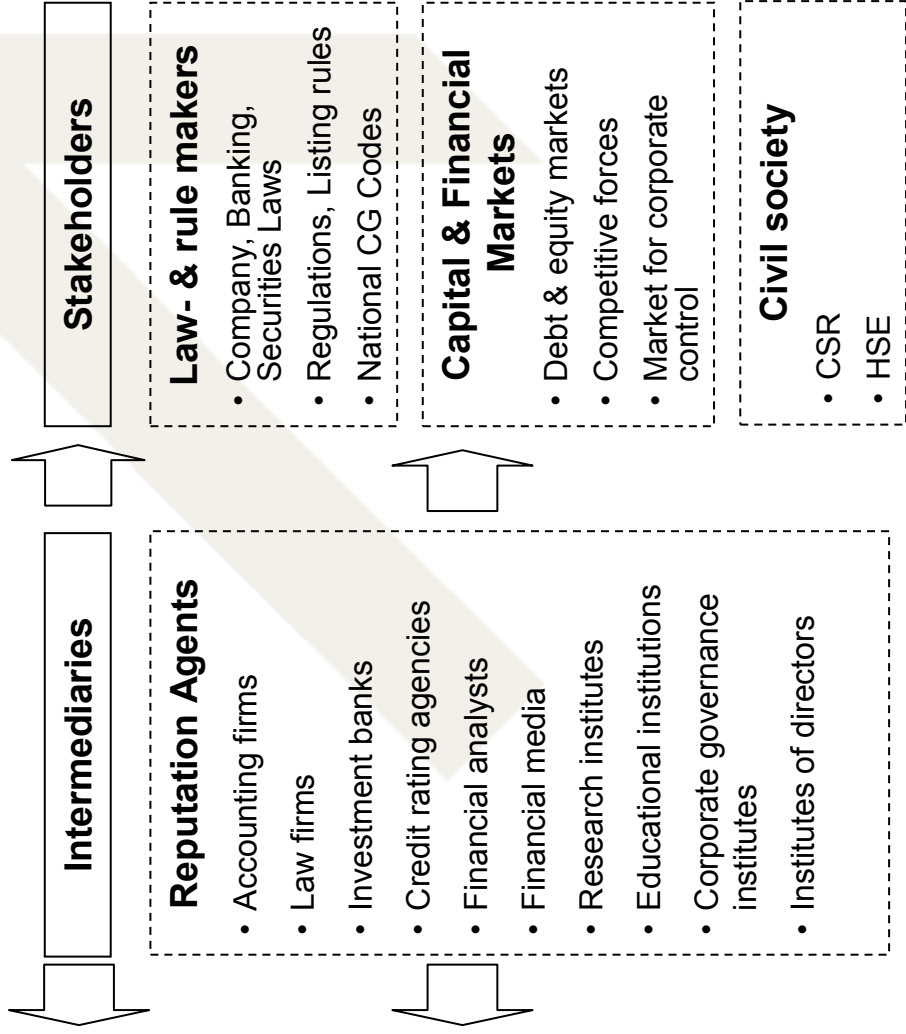 Intermediaries
Reputation Agents
• Accounting firms
• Law firms
• Investment banks
• Credit rating agencies
• Financial analysts
• Financial media
• Research institutes
• Educational institutions
• Corporate governance
institutes
• Institutes of directors
Stakeholders
Law- & rule makers
• Company, Banking,
Securities Laws
• Regulations, Listing rules
• National CG Codes
Capital & Financial
Markets
• Debt & equity markets
• Competitive forces
• Market for corporate
control
Civil society
• CSR
• HSE